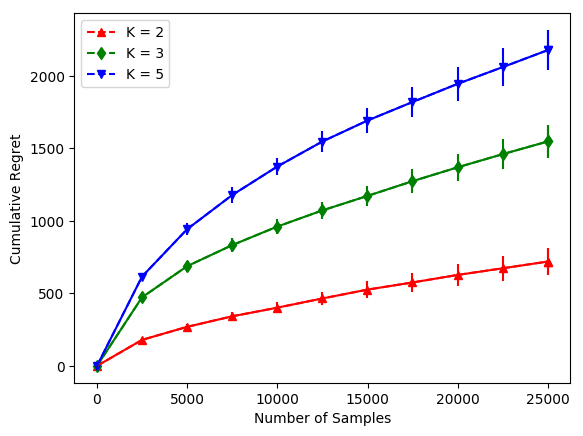 K = 2
K = 3
K = 5
Cumulative Regret
2000
1500
1000
500
0
0 5000 10000 15000 20000 25000
Number of Samples